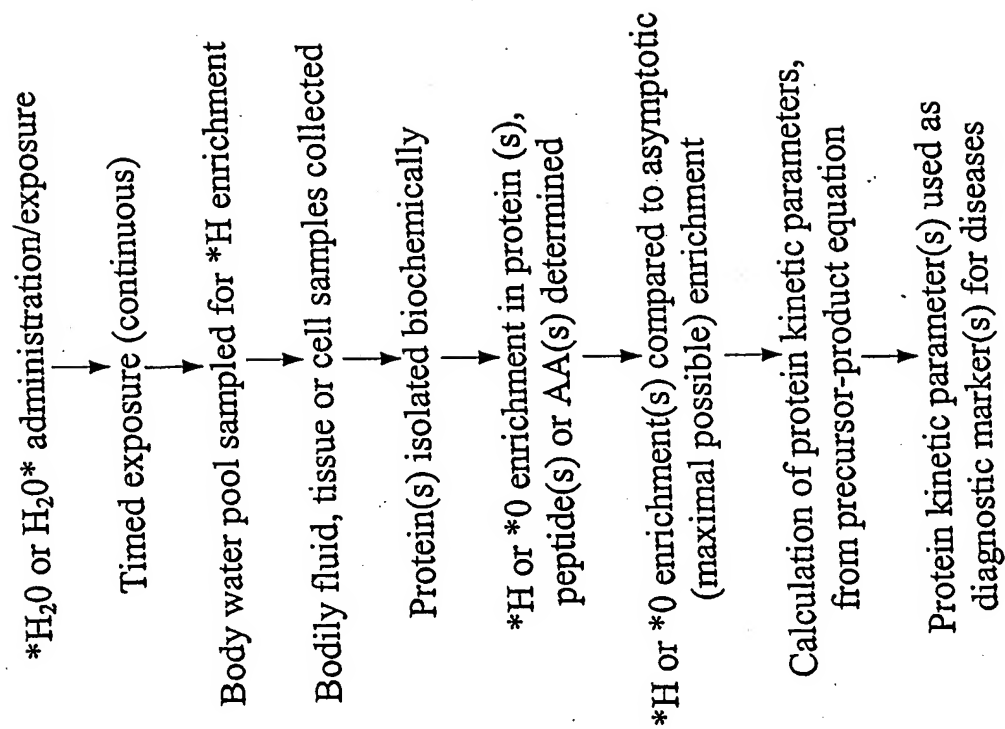 *H₂0 or H₂0* administration/exposure
Timed exposure (continuous)
Body water pool sampled for *H enrichment
Bodily fluid, tissue or cell samples collected
Protein(s) isolated biochemically
*H or *0 enrichment in protein (s),
peptide(s) or AA(s) determined
*H or *0 enrichment(s) compared to asymptotic
(maximal possible) enrichment
Calculation of protein kinetic parameters,
from precursor-product equation
Protein kinetic parameter(s) used as
diagnostic marker(s) for diseases